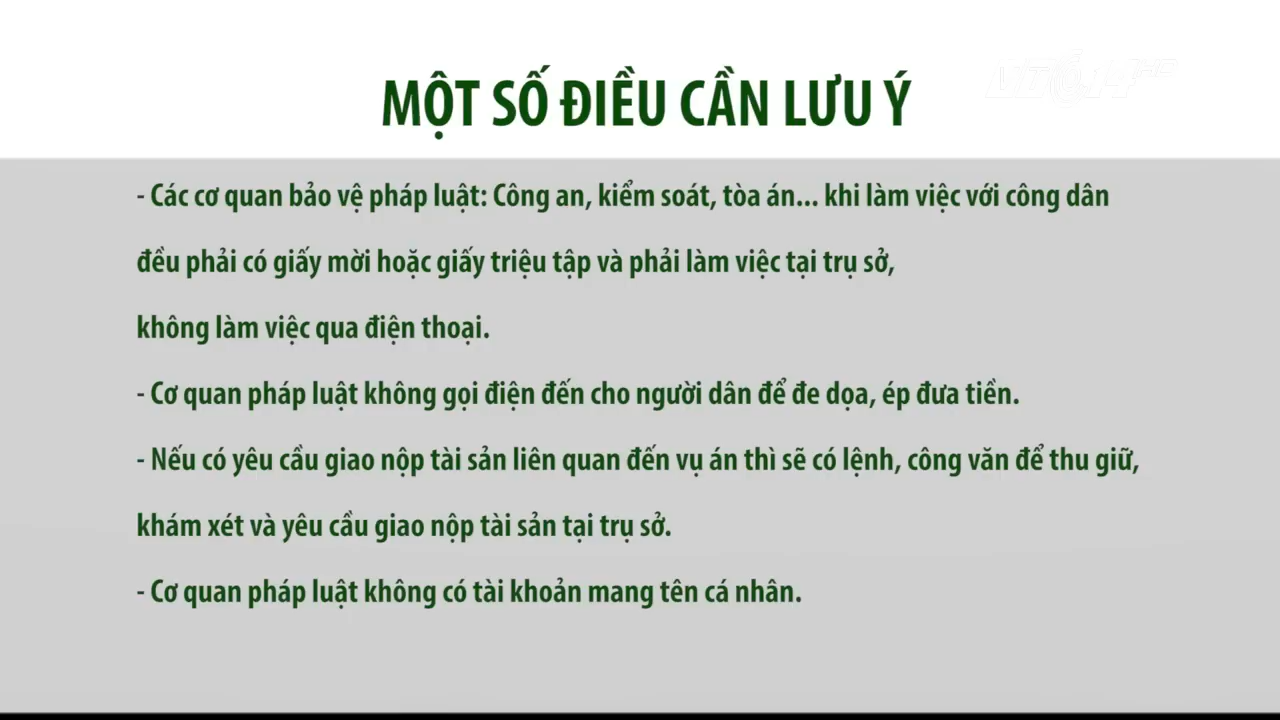 MỘT SỐ ĐIỀU CẦN LƯU Ý
- Các cơ quan bảo vệ pháp luật: Công an, kiểm soát, tòa án... khi làm việc với công dân
đều phải có giấy mời hoặc giấy triệu tập và phải làm việc tại trụ sở,
không làm việc qua điện thoại.
- Cơ quan pháp luật không gọi điện đến cho người dân để đe dọa, ép đưa tiền.
- Nếu có yêu cầu giao nộp tài sản liên quan đến vụ án thì sẽ có lệnh, công văn để thu giữ,
khám xét và yêu cầu giao nộp tài sản tại trụ sở.
- Cơ quan pháp luật không có tài khoản mang tên cá nhân.